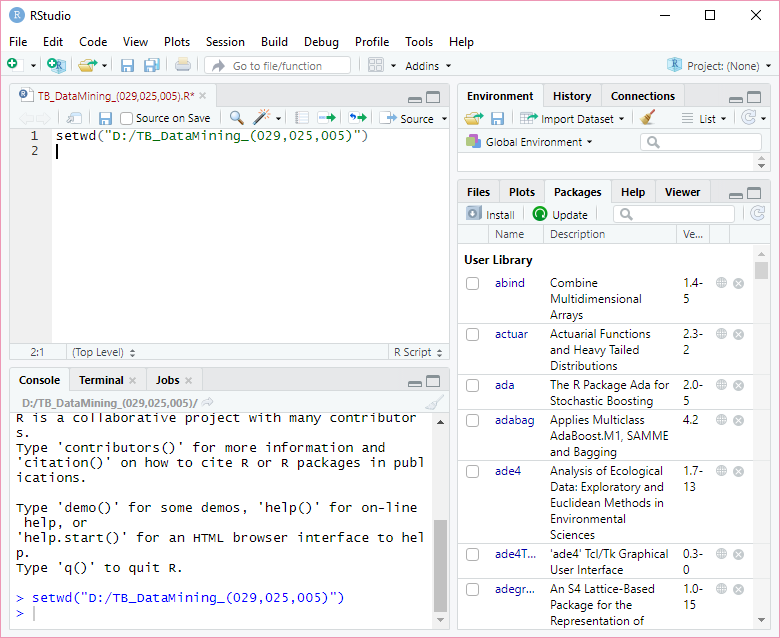 RStudio
File Edit Code View Plots Session Build Debug Profile Tools Help
Go to file/function Addins Project: (None)
TB_DataMining_(029,025,005).R*
Source on Save Source
1 setwd("D:/TB_DataMining_(029,025,005)")
2
2:1 (Top Level) R Script
Console Terminal Jobs
D:/TB_DataMining_(029,025,005)/
R is a collaborative project with many contributor
s.
Type 'contributors()' for more information and
'citation()' on how to cite R or R packages in publ
ications.
Type 'demo()' for some demos, 'help()' for on-line
help, or
'help.start()' for an HTML browser interface to hel
p.
Type 'q()' to quit R.
> setwd("D:/TB_DataMining_(029,025,005)")
>
Environment History Connections
Import Dataset List
Global Environment
Files Plots Packages Help Viewer
Install Update
Name Description Ve...
User Library
abind Combine 1.4-
Multidimensional 5
Arrays
actuar Actuarial Functions 2.3-
and Heavy Tailed 2
Distributions
ada The R Package Ada for 2.0-
Stochastic Boosting 5
adabag Applies Multiclass 4.2
AdaBoost.M1, SAMME
and Bagging
ade4 Analysis of Ecological 1.7-
Data: Exploratory and 13
Euclidean Methods in
Environmental
Sciences
ade4T... 'ade4' Tcl/Tk Graphical 0.3-
User Interface 0
adegr... An S4 Lattice-Based 1.0-
Package for the 15
Representation of